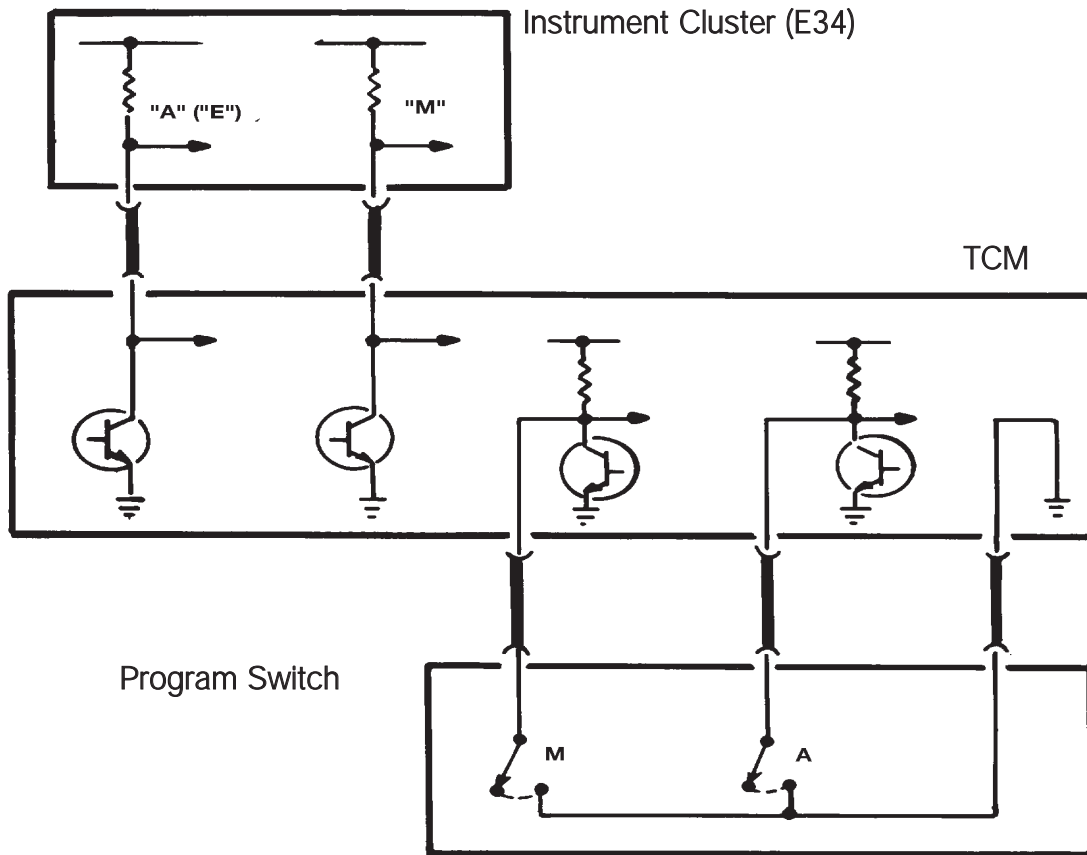 Instrument Cluster (E34)
"A" ("E")
"M"
TCM
Program Switch
M
A